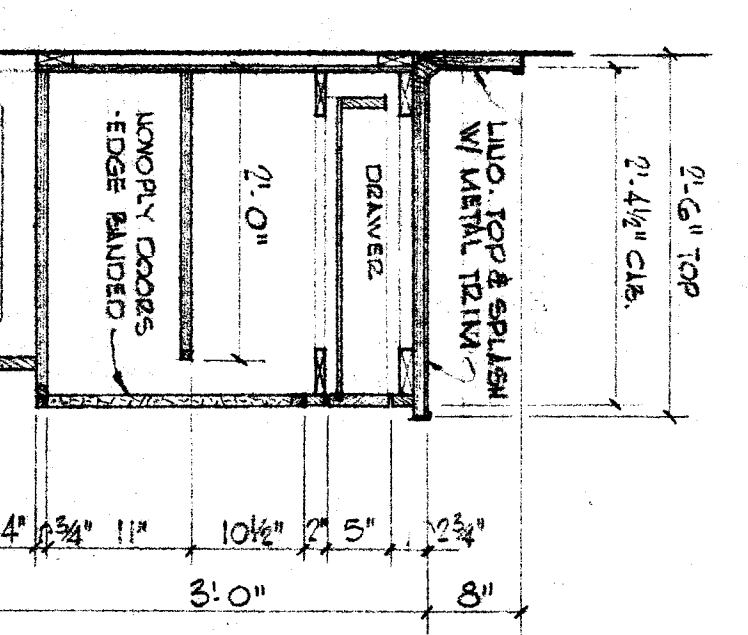 MONOPLY DOORS
-EDGE BANDED.
2'-0"
DRAWER
LINO. TOP & SPLASH
W/ METAL TRIM
2'-4½" CAB.
2'-6" TOP
4" ¾" 11" 10½" 2" 5" 2¾"
3'-0" 8"